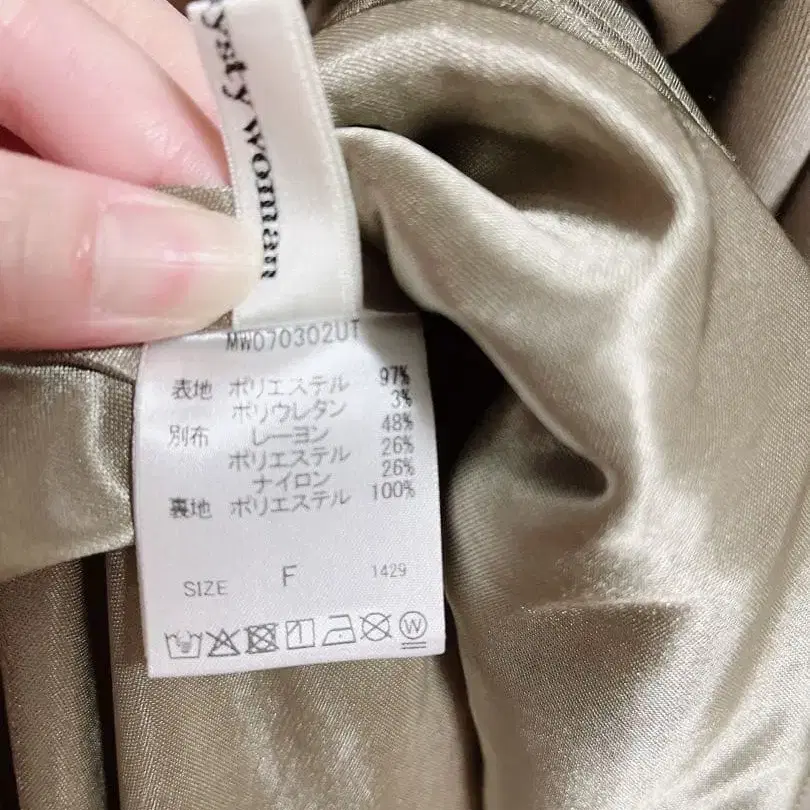 ysty woman
MW070302UT
表地 ポリエステル 97%
ポリウレタン 3%
別布 レーヨン 48%
ポリエステル 26%
ナイロン 26%
裏地 ポリエステル 100%
SIZE F 1429
W